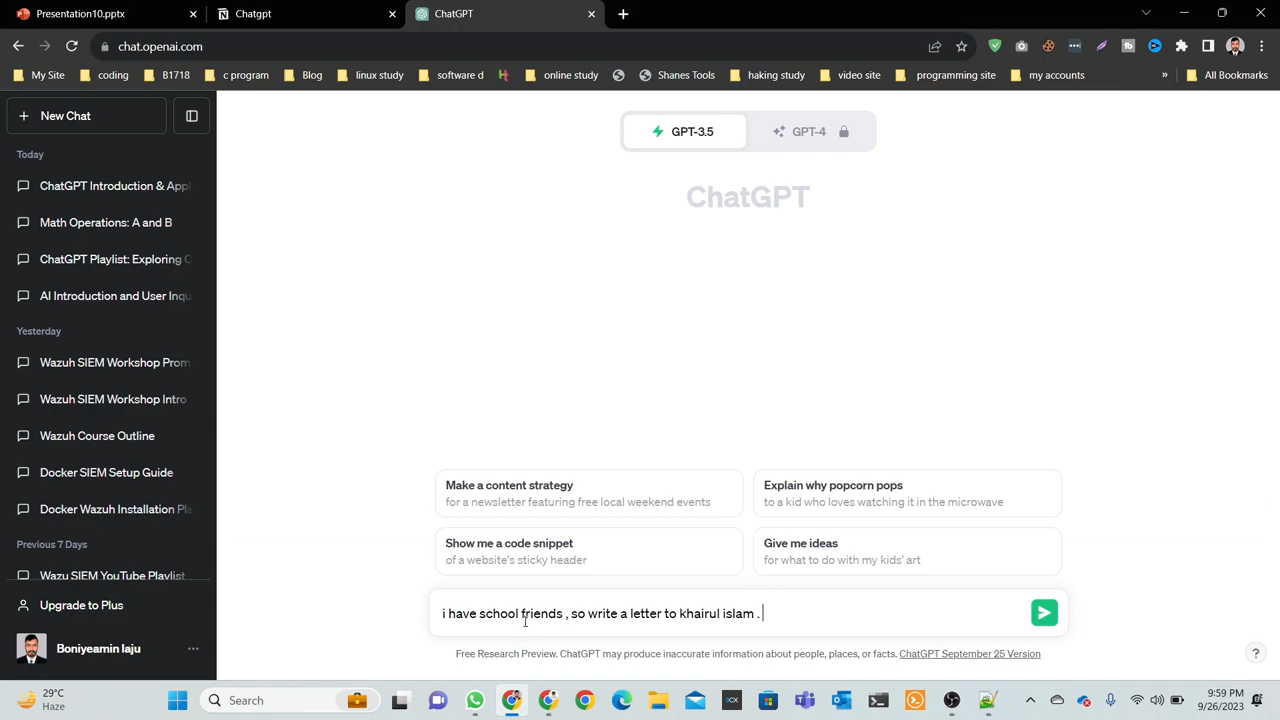 Presentation10.pptx
Chatgpt
ChatGPT
chat.openai.com
My Site
coding
B1718
c program
Blog
linux study
software d
online study
Shanes Tools
haking study
video site
programming site
my accounts
»
All Bookmarks
New Chat
GPT-3.5
GPT-4
Today
ChatGPT Introduction & Appl
ChatGPT
Math Operations: A and B
ChatGPT Playlist: Exploring C
AI Introduction and User Inqu
Yesterday
Wazuh SIEM Workshop Prom
Wazuh SIEM Workshop Intro
Wazuh Course Outline
Docker SIEM Setup Guide
Docker Wazuh Installation Pla
Previous 7 Days
Wazu SIEM YouTube Playlist
Make a content strategy
for a newsletter featuring free local weekend events
Explain why popcorn pops
to a kid who loves watching it in the microwave
Show me a code snippet
of a website's sticky header
Give me ideas
for what to do with my kids' art
Upgrade to Plus
i have school friends , so write a letter to khairul islam .
Boniyeamin laju
Free Research Preview. ChatGPT may produce inaccurate information about people, places, or facts. ChatGPT September 25 Version
?
29°C
Haze
Search
9:59 PM
9/26/2023